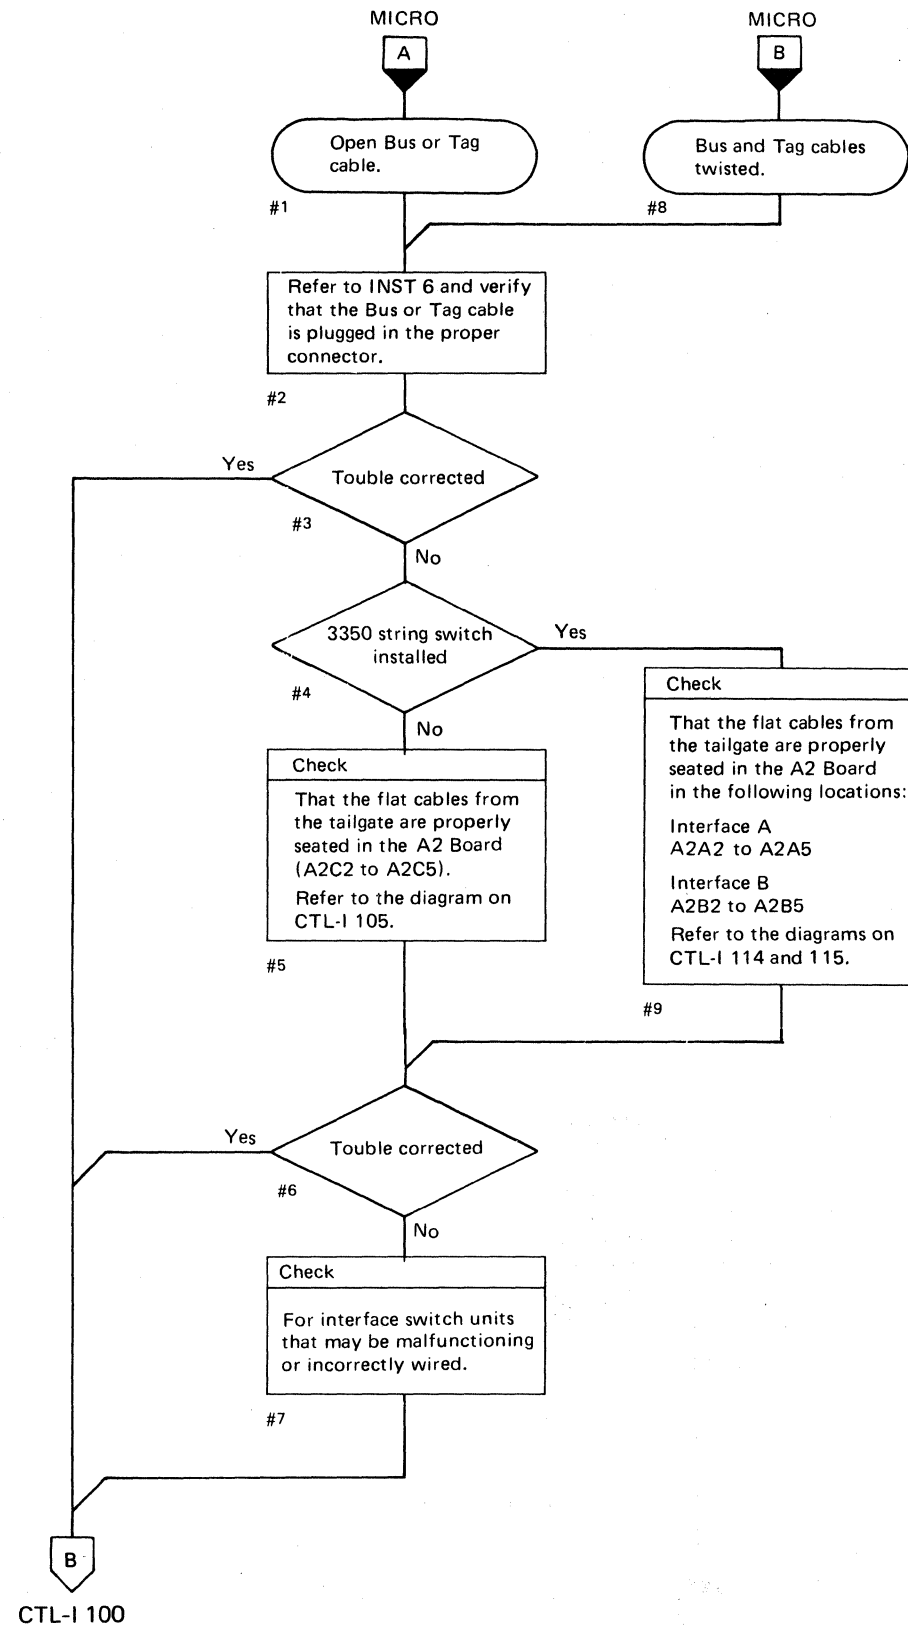 MICRO
A
Open Bus or Tag
cable.
#1
MICRO
B
Bus and Tag cables
twisted.
#8
Refer to INST 6 and verify
that the Bus or Tag cable
is plugged in the proper
connector.
#2
Yes
Touble corrected
#3
No
3350 string switch
installed
Yes
#4
No
Check
That the flat cables from
the tailgate are properly
seated in the A2 Board
(A2C2 to A2C5).
Refer to the diagram on
CTL-I 105.
#5
Check
That the flat cables from
the tailgate are properly
seated in the A2 Board
in the following locations:
Interface A
A2A2 to A2A5
Interface B
A2B2 to A2B5
Refer to the diagrams on
CTL-I 114 and 115.
#9
Yes
Touble corrected
#6
No
Check
For interface switch units
that may be malfunctioning
or incorrectly wired.
#7
B
CTL-I 100